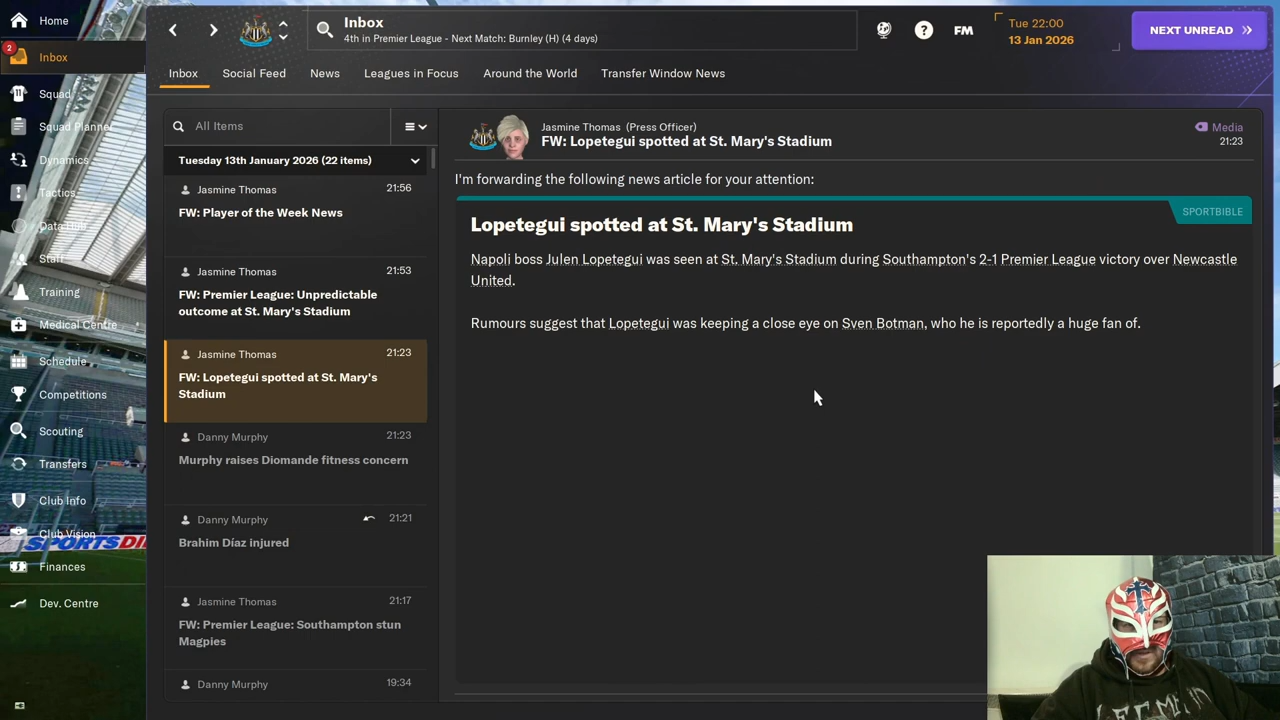 Home
2
Inbox
Squad
Squad Planner
Dynamics
Tactics
Data Hub
Staff
Training
Medical Centre
Schedule
Competitions
Scouting
Transfers
Club Info
Club Vision
SPORTS DI
Finances
Dev. Centre
Inbox
4th in Premier League - Next Match: Burnley (H) (4 days)
?
FM
Tue 22:00
13 Jan 2026
NEXT UNREAD
Inbox
Social Feed
News
Leagues in Focus
Around the World
Transfer Window News
All Items
Tuesday 13th January 2026 (22 items)
Jasmine Thomas 21:56
FW: Player of the Week News
Jasmine Thomas 21:53
FW: Premier League: Unpredictable
outcome at St. Mary's Stadium
Jasmine Thomas 21:23
FW: Lopetegui spotted at St. Mary's
Stadium
Danny Murphy 21:23
Murphy raises Diomande fitness concern
Danny Murphy 21:21
Brahim Díaz injured
Jasmine Thomas 21:17
FW: Premier League: Southampton stun
Magpies
Danny Murphy 19:34
Jasmine Thomas (Press Officer)
FW: Lopetegui spotted at St. Mary's Stadium
Media
21:23
I'm forwarding the following news article for your attention:
SPORTBIBLE
Lopetegui spotted at St. Mary's Stadium
Napoli boss Julen Lopetegui was seen at St. Mary's Stadium during Southampton's 2-1 Premier League victory over Newcastle
United.
Rumours suggest that Lopetegui was keeping a close eye on Sven Botman, who he is reportedly a huge fan of.